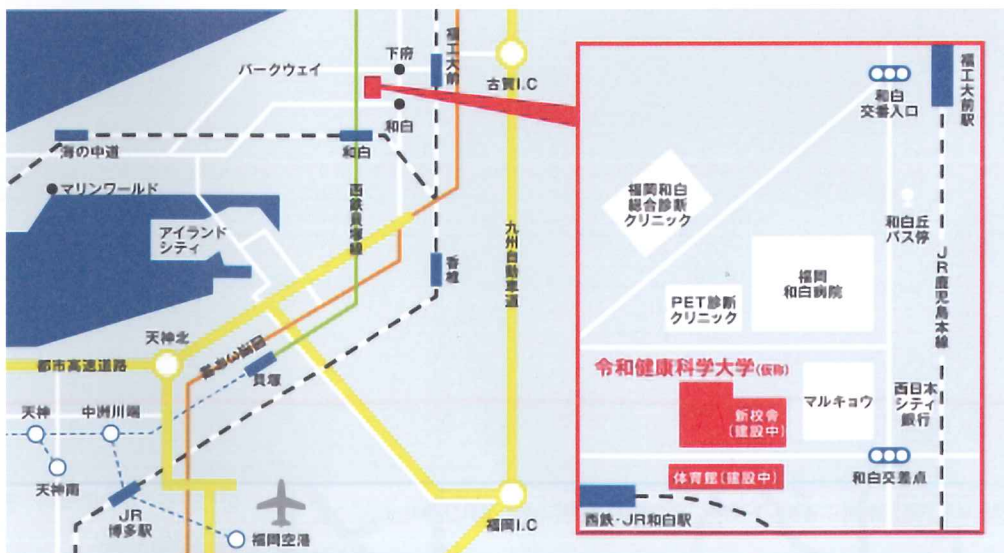 下府
パークウェイ
福工大前
古賀I.C
和白
海の中道
和白
マリンワールド
西鉄貝塚線
アイランド
シティ
九州自動車道
香椎
天神北
国道3号線
都市高速道路
貝塚
天神
中洲川端
天神南
JR
博多駅
福岡空港
福岡I.C
福工大前駅
和白
交番入口
福岡和白
総合診断
クリニック
和白丘
バス停
福岡
和白病院
JR鹿児島本線
PET診断
クリニック
令和健康科学大学(仮称)
マルキョウ
新校舎
(建設中)
西日本
シティ
銀行
体育館(建設中)
和白交差点
西鉄・JR和白駅